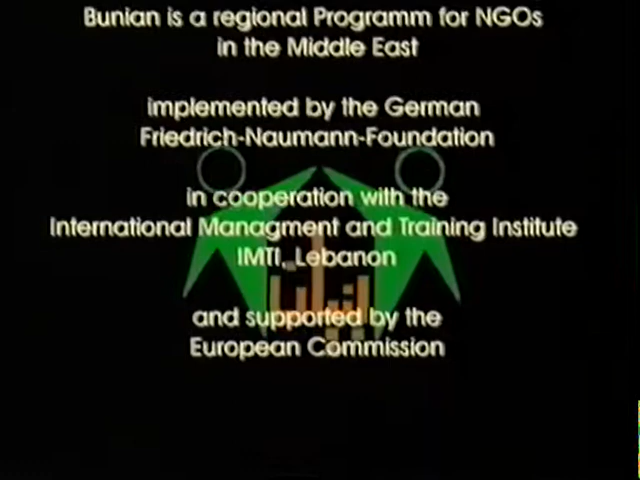 Bunian is a regional Programm for NGOs
in the Middle East
implemented by the German
Friedrich-Naumann-Foundation
in cooperation with the
International Managment and Training Institute
IMTI, Lebanon
and supported by the
European Commission